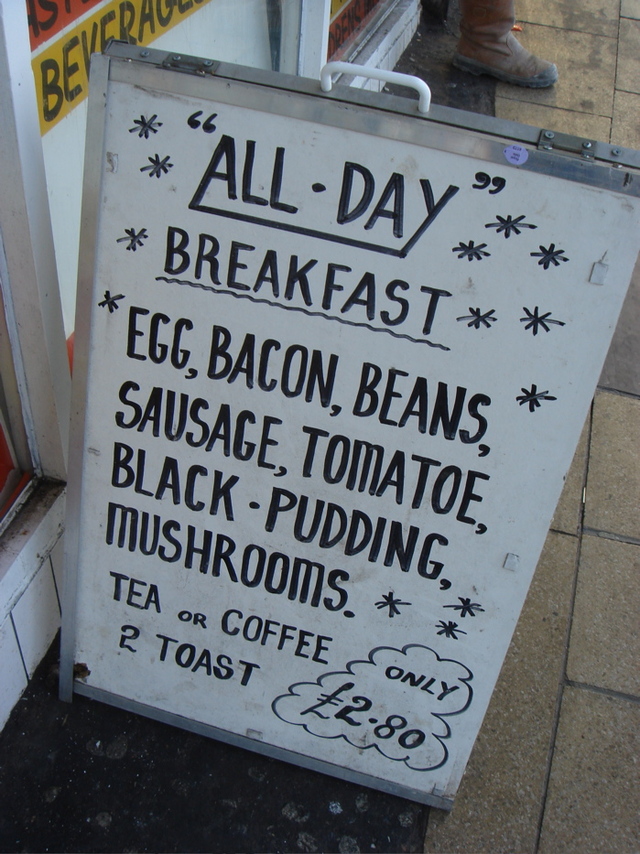 BEVERAGES
"ALL·DAY"
BREAKFAST
EGG, BACON, BEANS,
SAUSAGE, TOMATOE,
BLACK·PUDDING,
MUSHROOMS.
TEA OR COFFEE
2 TOAST
ONLY
£2·80